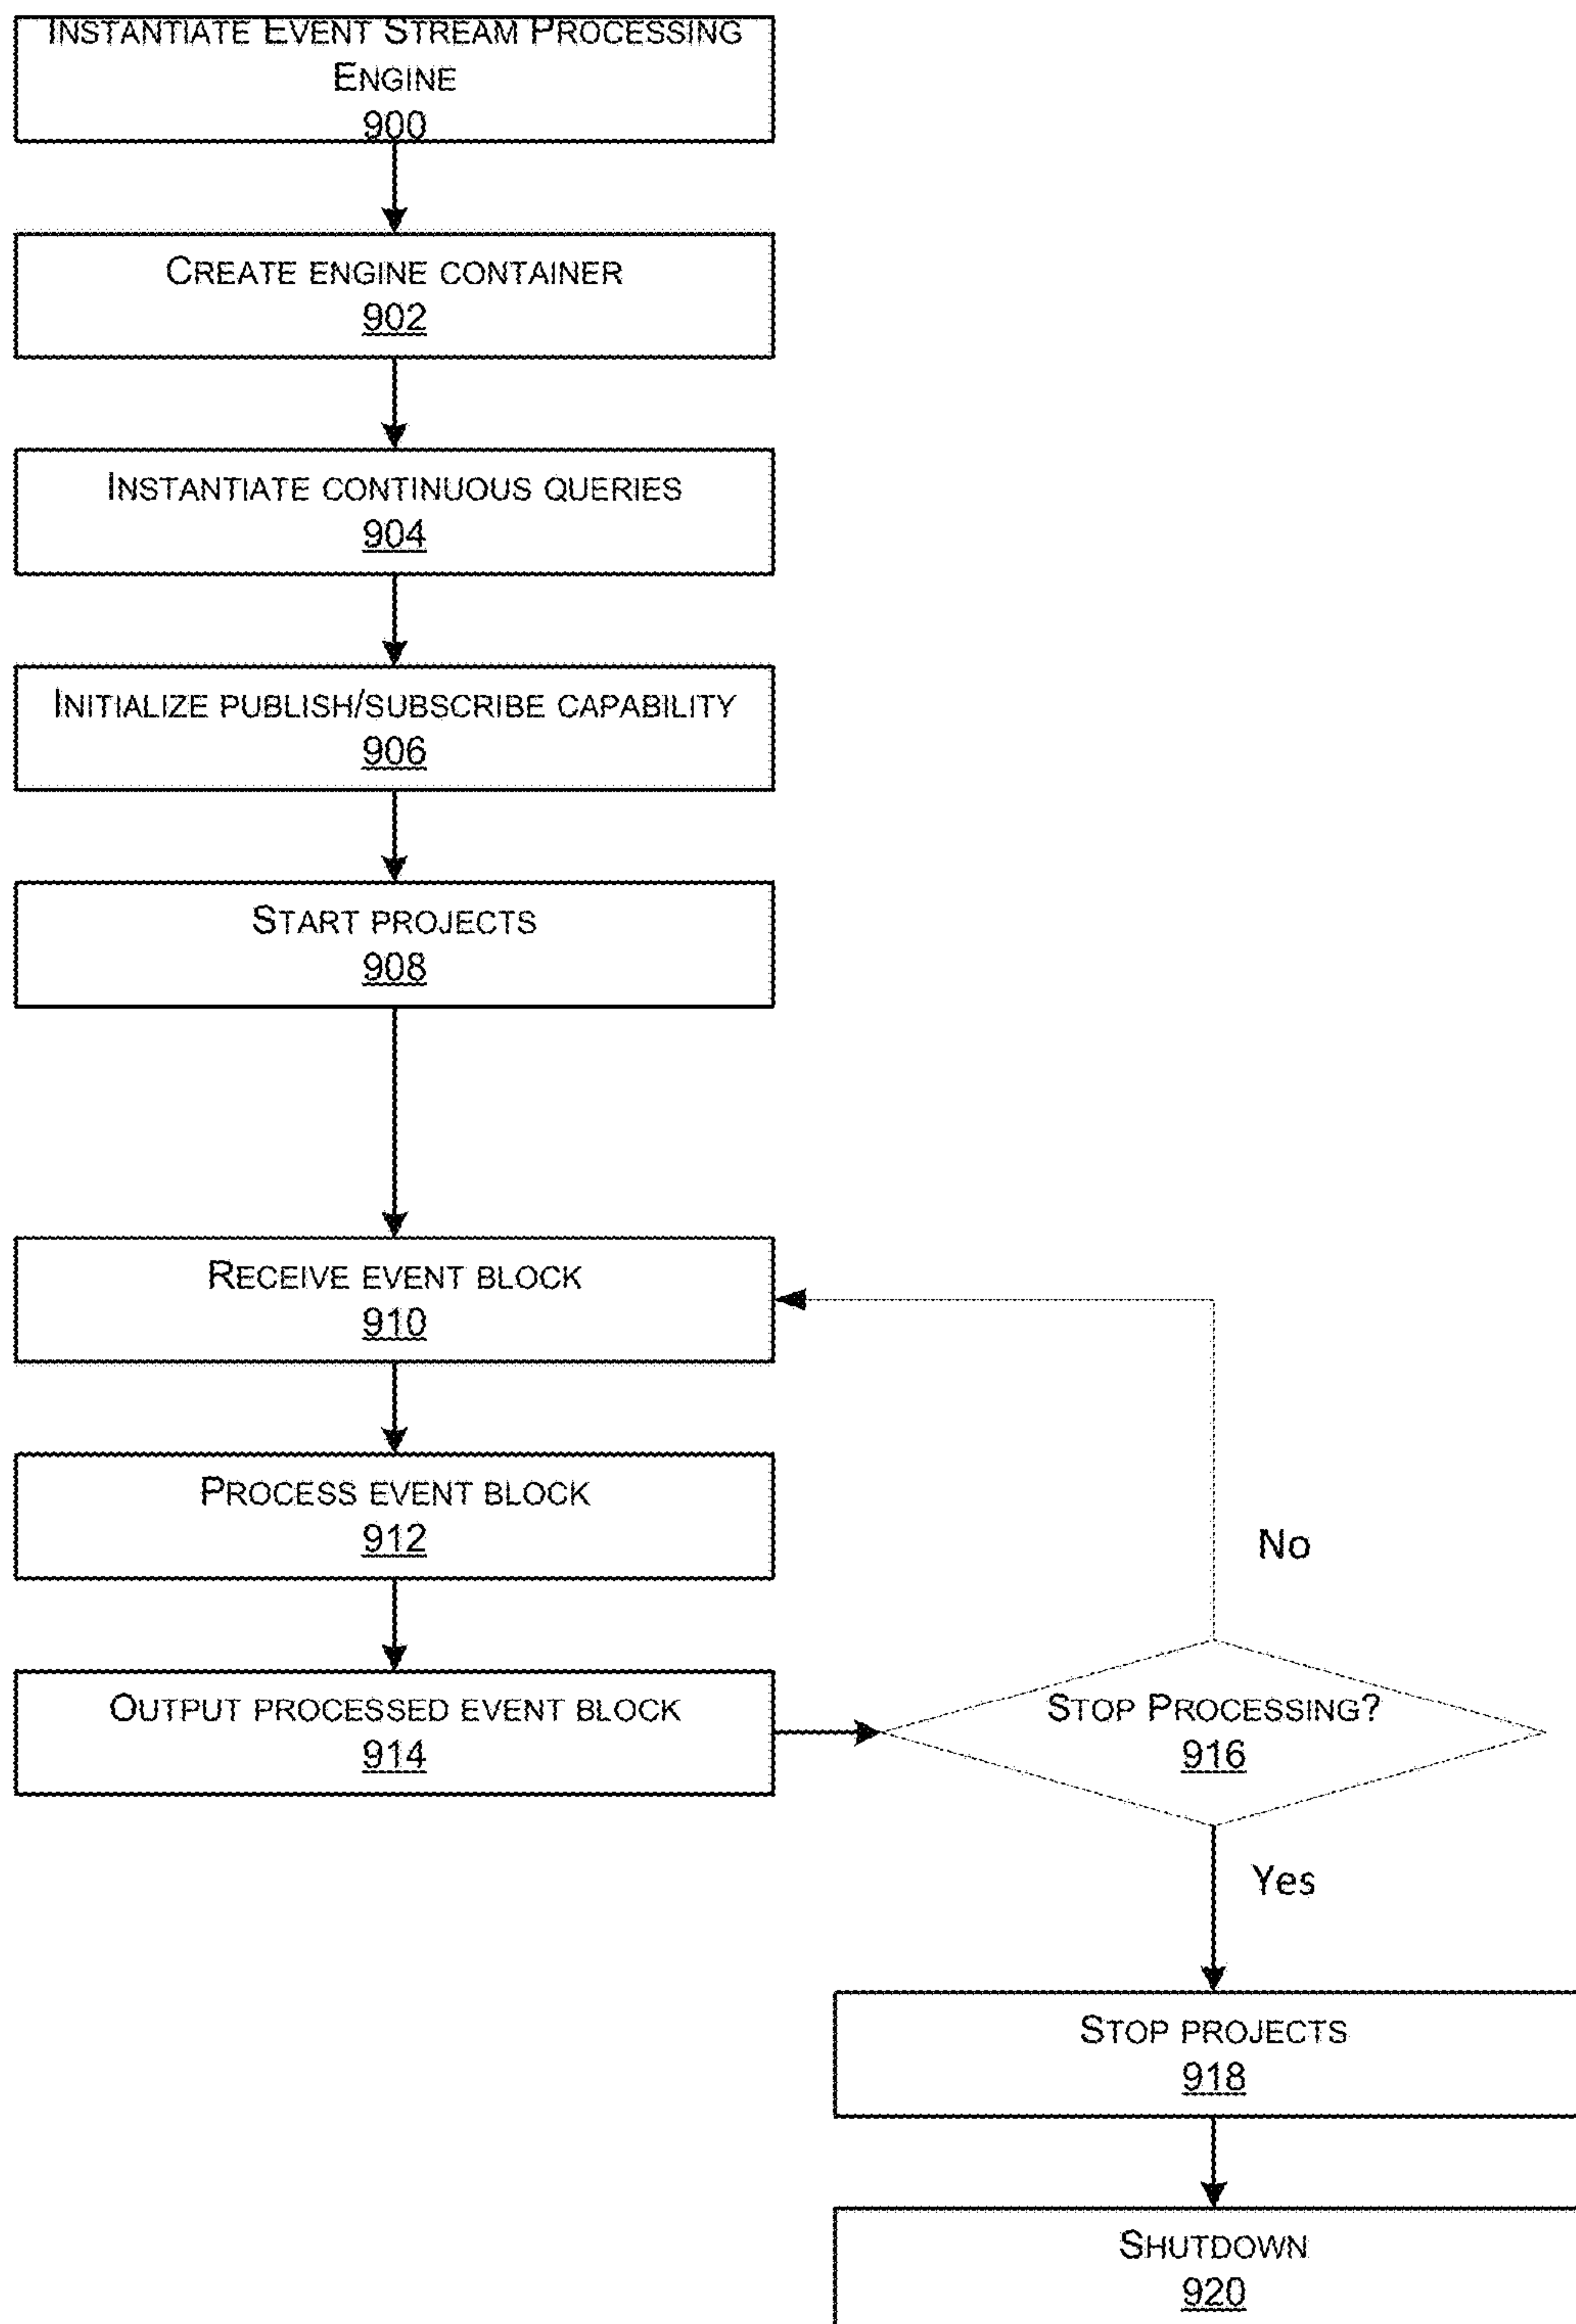 INSTANTIATE EVENT STREAM PROCESSING
ENGINE
900
CREATE ENGINE CONTAINER
902
INSTANTIATE CONTINUOUS QUERIES
904
INITIALIZE PUBLISH/SUBSCRIBE CAPABILITY
906
START PROJECTS
908
RECEIVE EVENT BLOCK
910
PROCESS EVENT BLOCK
912
No
OUTPUT PROCESSED EVENT BLOCK
914
STOP PROCESSING?
916
Yes
STOP PROJECTS
918
SHUTDOWN
920